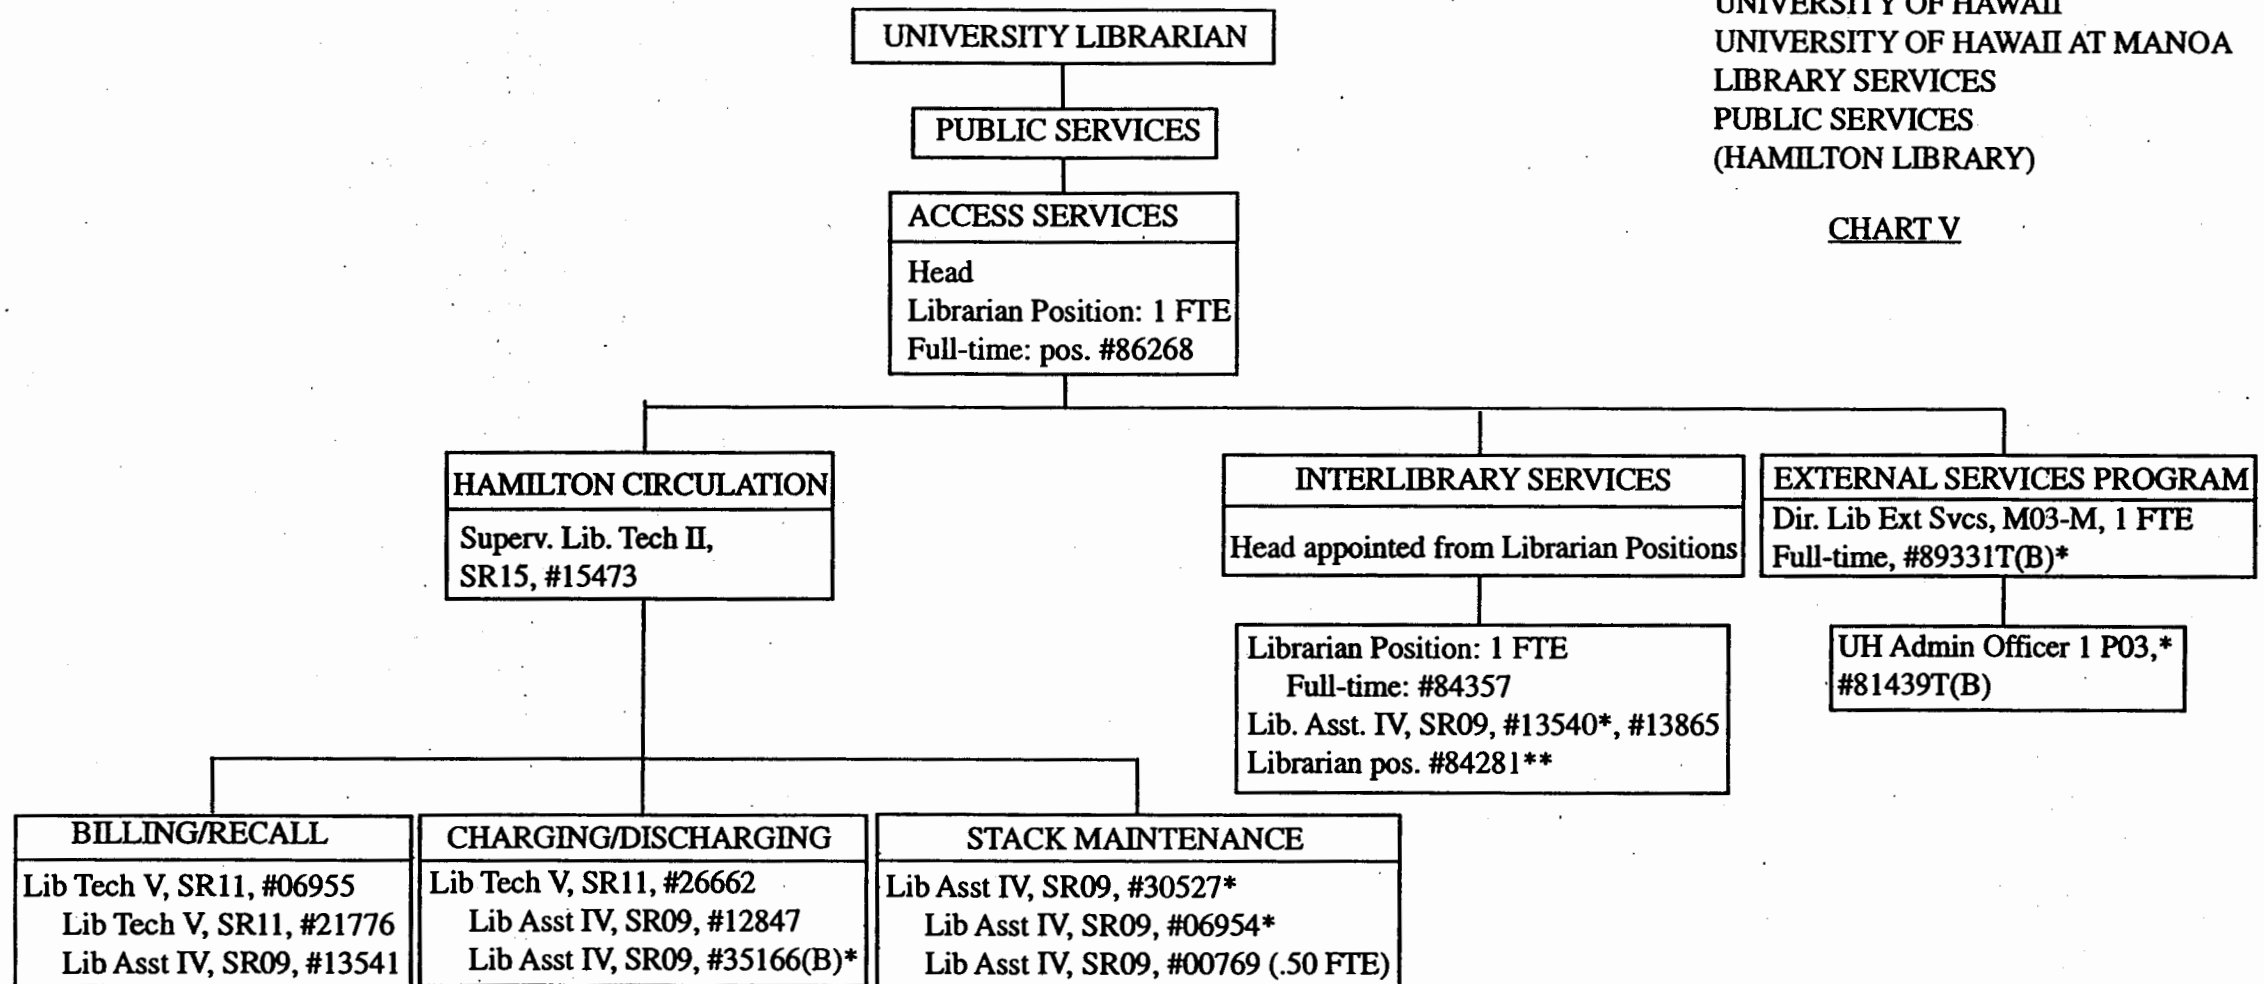 UNIVERSITY OF HAWAII
UNIVERSITY OF HAWAII AT MANOA
LIBRARY SERVICES
PUBLIC SERVICES
(HAMILTON LIBRARY)
CHART V
UNIVERSITY LIBRARIAN
PUBLIC SERVICES
ACCESS SERVICES
Head
Librarian Position: 1 FTE
Full-time: pos. #86268
HAMILTON CIRCULATION
Superv. Lib. Tech II,
SR15, #15473
INTERLIBRARY SERVICES
Head appointed from Librarian Positions
EXTERNAL SERVICES PROGRAM
Dir. Lib Ext Svcs, M03-M, 1 FTE
Full-time, #89331T(B)*
Librarian Position: 1 FTE
Full-time: #84357
Lib. Asst. IV, SR09, #13540*, #13865
Librarian pos. #84281**
UH Admin Officer 1 P03,*
#81439T(B)
BILLING/RECALL
Lib Tech V, SR11, #06955
Lib Tech V, SR11, #21776
Lib Asst IV, SR09, #13541
CHARGING/DISCHARGING
Lib Tech V, SR11, #26662
Lib Asst IV, SR09, #12847
Lib Asst IV, SR09, #35166(B)*
STACK MAINTENANCE
Lib Asst IV, SR09, #30527*
Lib Asst IV, SR09, #06954*
Lib Asst IV, SR09, #00769 (.50 FTE)